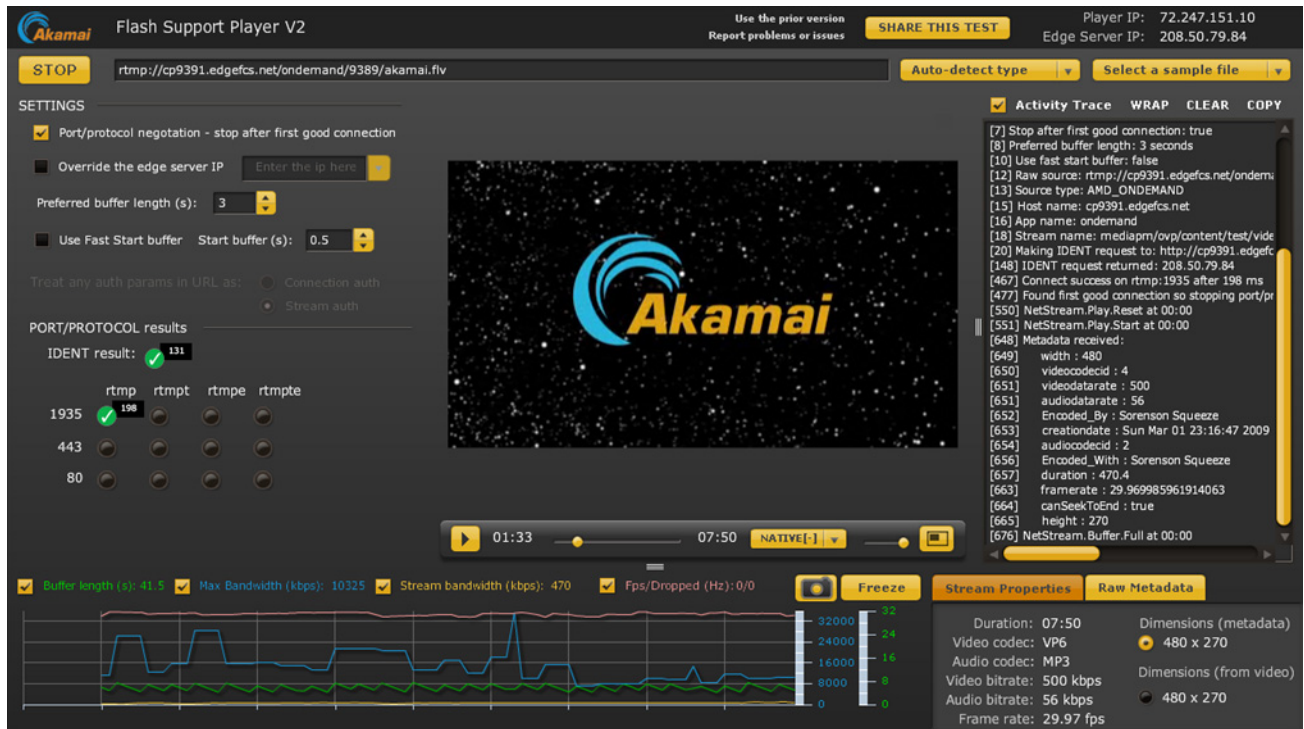 Akamai
Flash Support Player V2
Use the prior version
Report problems or issues
SHARE THIS TEST
Player IP: 72.247.151.10
Edge Server IP: 208.50.79.84
STOP
rtmp://cp9391.edgefcs.net/ondemand/9389/akamai.flv
Auto-detect type
Select a sample file
SETTINGS
Port/protocol negotation - stop after first good connection
Override the edge server IP Enter the ip here
Preferred buffer length (s): 3
Use Fast Start buffer Start buffer (s): 0.5
Treat any auth params in URL as: Connection auth
Stream auth
PORT/PROTOCOL results
IDENT result: 131
rtmp rtmpt rtmpe rtmpte
1935 198
443
80
Akamai
01:33 07:50 NATIVE[-]
Activity Trace WRAP CLEAR COPY
[7] Stop after first good connection: true
[8] Preferred buffer length: 3 seconds
[10] Use fast start buffer: false
[12] Raw source: rtmp://cp9391.edgefcs.net/ondema
[13] Source type: AMD_ONDEMAND
[15] Host name: cp9391.edgefcs.net
[16] App name: ondemand
[18] Stream name: mediapm/ovp/content/test/vide
[20] Making IDENT request to: http://cp9391.edgefc
[148] IDENT request returned: 208.50.79.84
[467] Connect success on rtmp:1935 after 198 ms
[477] Found first good connection so stopping port/pr
[550] NetStream.Play.Reset at 00:00
[551] NetStream.Play.Start at 00:00
[648] Metadata received:
[649] width : 480
[650] videocodecid : 4
[651] videodatarate : 500
[651] audiodatarate : 56
[652] Encoded_By : Sorenson Squeeze
[653] creationdate : Sun Mar 01 23:16:47 2009
[654] audiocodecid : 2
[656] Encoded_With : Sorenson Squeeze
[657] duration : 470.4
[663] framerate : 29.969985961914063
[664] canSeekToEnd : true
[665] height : 270
[676] NetStream.Buffer.Full at 00:00
Buffer length (s): 41.5 Max Bandwidth (kbps): 10325 Stream bandwidth (kbps): 470 Fps/Dropped (Hz):0/0
Freeze
32000 32
24000 24
16000 16
8000 8
0 0
Stream Properties Raw Metadata
Duration: 07:50
Video codec: VP6
Audio codec: MP3
Video bitrate: 500 kbps
Audio bitrate: 56 kbps
Frame rate: 29.97 fps
Dimensions (metadata)
480 x 270
Dimensions (from video)
480 x 270